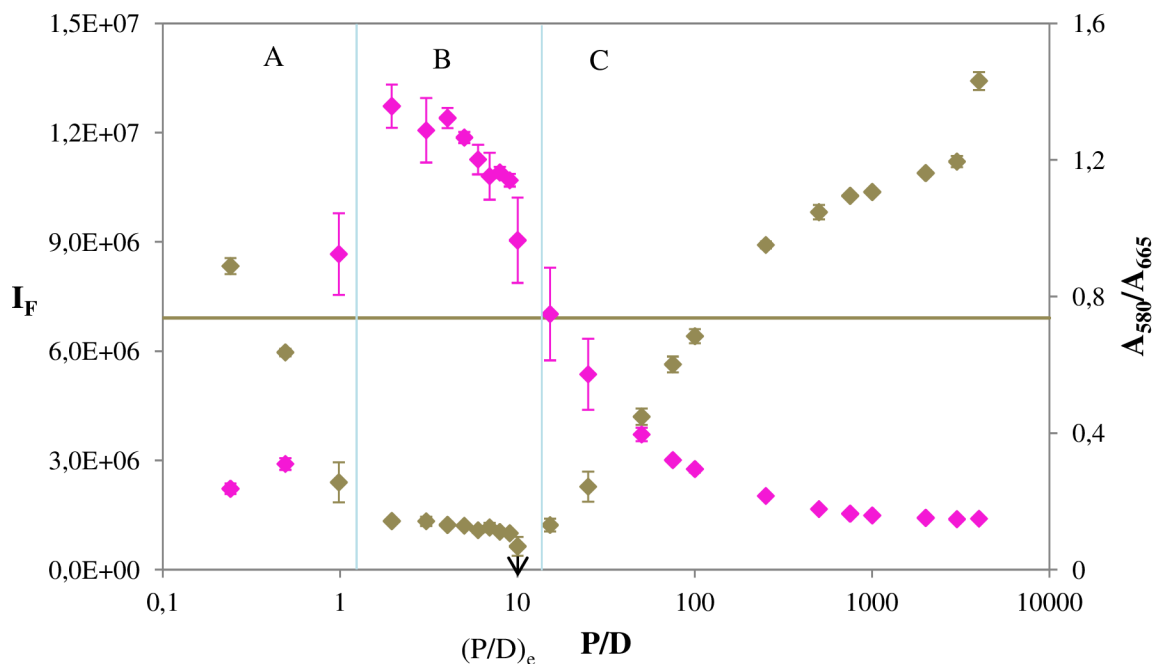 1,5E+07
1,2E+07
9,0E+06
6,0E+06
3,0E+06
0,0E+00
I_F
A
B
C
1,6
1,2
0,8
0,4
0
A_580/A_665
0,1
1
10
100
1000
10000
(P/D)_e
P/D